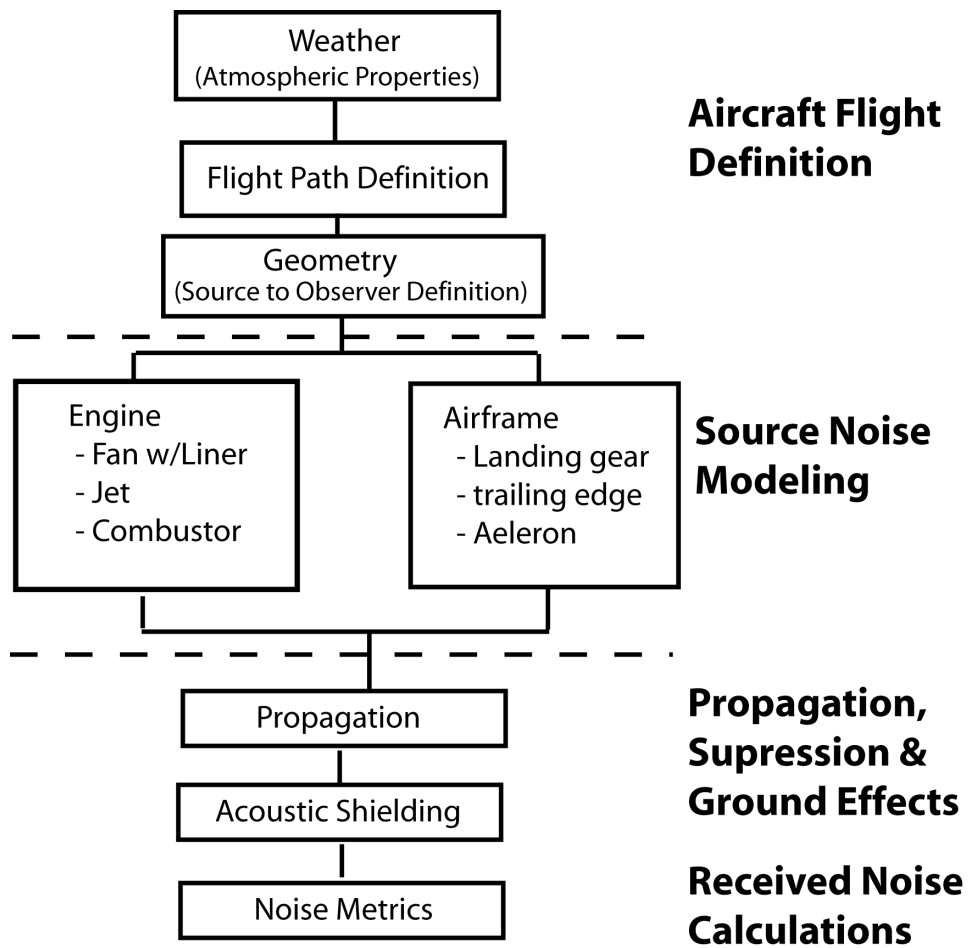 Weather
(Atmospheric Properties)
Aircraft Flight
Definition
Flight Path Definition
Geometry
(Source to Observer Definition)
Engine
- Fan w/Liner
- Jet
- Combustor
Airframe
- Landing gear
- trailing edge
- Aeleron
Source Noise
Modeling
Propagation
Acoustic Shielding
Propagation,
Supression &
Ground Effects
Noise Metrics
Received Noise
Calculations